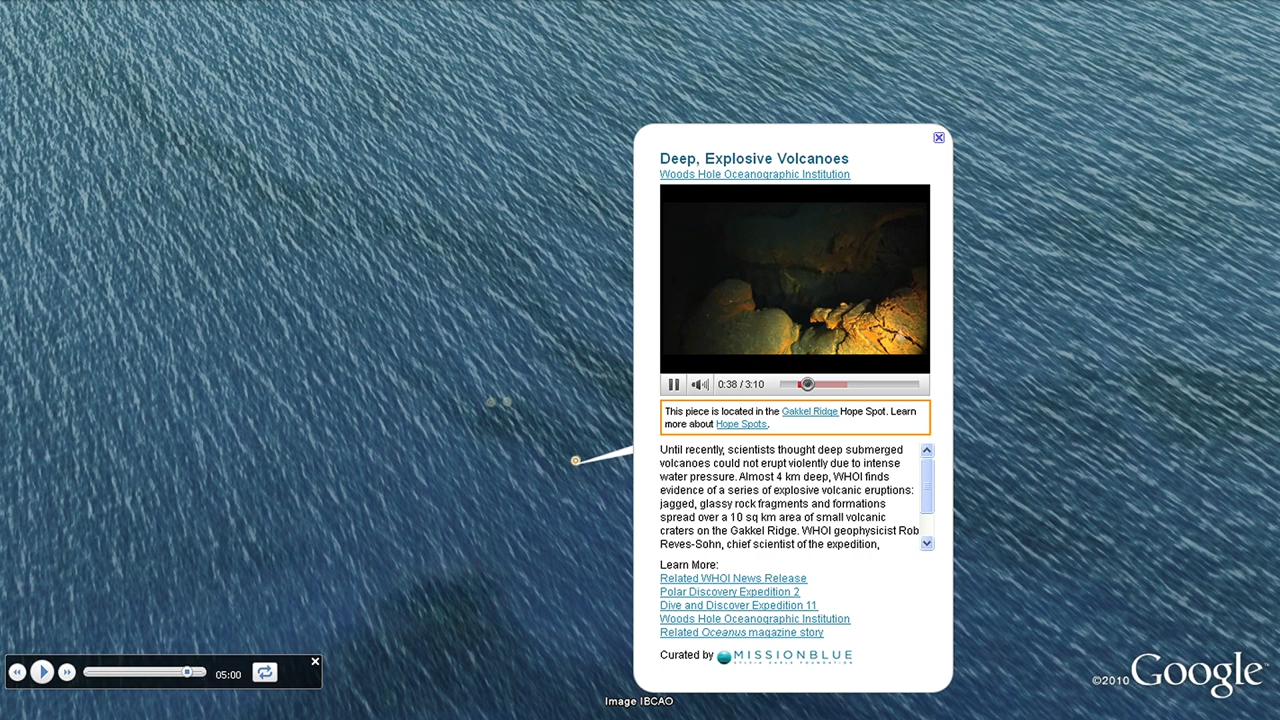 Deep, Explosive Volcanoes
Woods Hole Oceanographic Institution
0:38 / 3:10
This piece is located in the Gakkel Ridge Hope Spot. Learn
more about Hope Spots.
Until recently, scientists thought deep submerged
volcanoes could not erupt violently due to intense
water pressure. Almost 4 km deep, WHOI finds
evidence of a series of explosive volcanic eruptions:
jagged, glassy rock fragments and formations
spread over a 10 sq km area of small volcanic
craters on the Gakkel Ridge. WHOI geophysicist Rob
Reves-Sohn, chief scientist of the expedition,
Learn More:
Related WHOI News Release
Polar Discovery Expedition 2
Dive and Discover Expedition 11
Woods Hole Oceanographic Institution
Related Oceanus magazine story
Curated by MISSIONBLUE
SYLVIA EARLE FOUNDATION
05:00
©2010 Google™
Image IBCAO